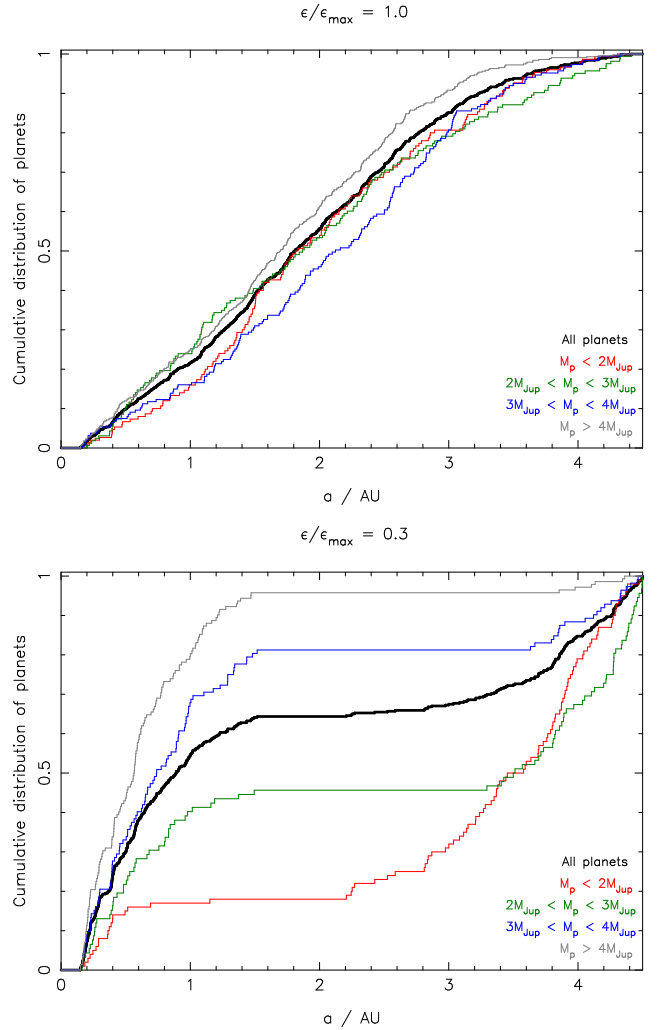 ϵ/ϵmax = 1.0
Cumulative distribution of planets
1
0.5
0
All planets
Mp < 2MJup
2MJup < Mp < 3MJup
3MJup < Mp < 4MJup
Mp > 4MJup
0 1 2 3 4
a / AU
ϵ/ϵmax = 0.3
Cumulative distribution of planets
1
0.5
0
All planets
Mp < 2MJup
2MJup < Mp < 3MJup
3MJup < Mp < 4MJup
Mp > 4MJup
0 1 2 3 4
a / AU